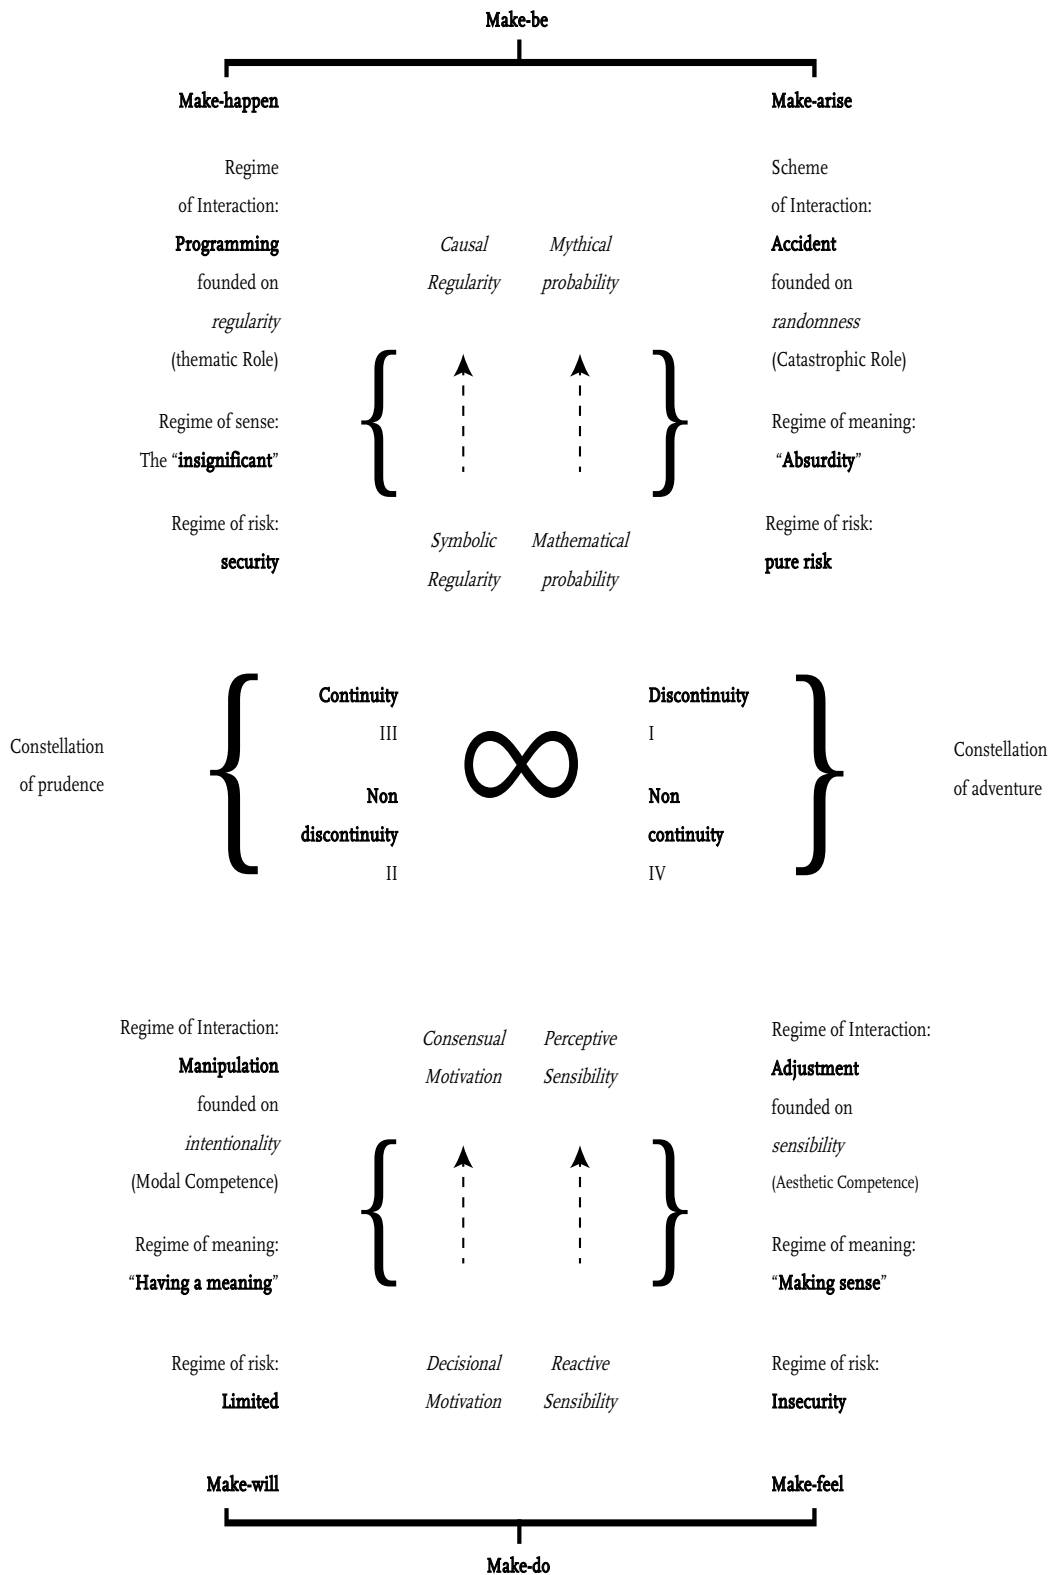 Make-be
Make-happen
Make-arise
Regime
of Interaction:
Programming
founded on
regularity
(thematic Role)
Regime of sense:
The “insignificant”
Regime of risk:
security
Causal
Regularity
Mythical
probability
Symbolic
Regularity
Mathematical
probability
Scheme
of Interaction:
Accident
founded on
randomness
(Catastrophic Role)
Regime of meaning:
“Absurdity”
Regime of risk:
pure risk
Constellation
of prudence
Continuity
III
Non
discontinuity
II
∞
Discontinuity
I
Non
continuity
IV
Constellation
of adventure
Regime of Interaction:
Manipulation
founded on
intentionality
(Modal Competence)
Regime of meaning:
“Having a meaning”
Regime of risk:
Limited
Consensual
Motivation
Perceptive
Sensibility
Decisional
Motivation
Reactive
Sensibility
Regime of Interaction:
Adjustment
founded on
sensibility
(Aesthetic Competence)
Regime of meaning:
“Making sense”
Regime of risk:
Insecurity
Make-will
Make-feel
Make-do